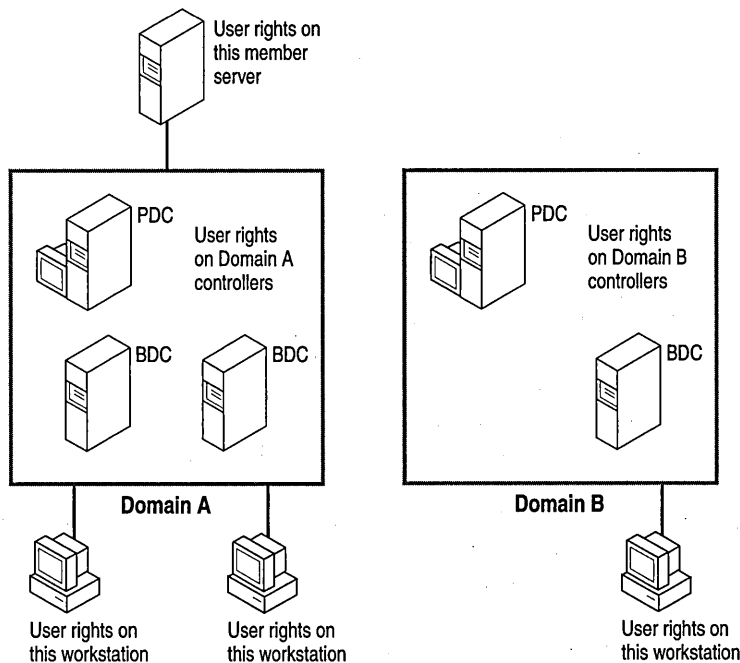 User rights on
this member
server
PDC
User rights
on Domain A
controllers
BDC
BDC
Domain A
User rights on
this workstation
User rights on
this workstation
PDC
User rights
on Domain B
controllers
BDC
Domain B
User rights on
this workstation